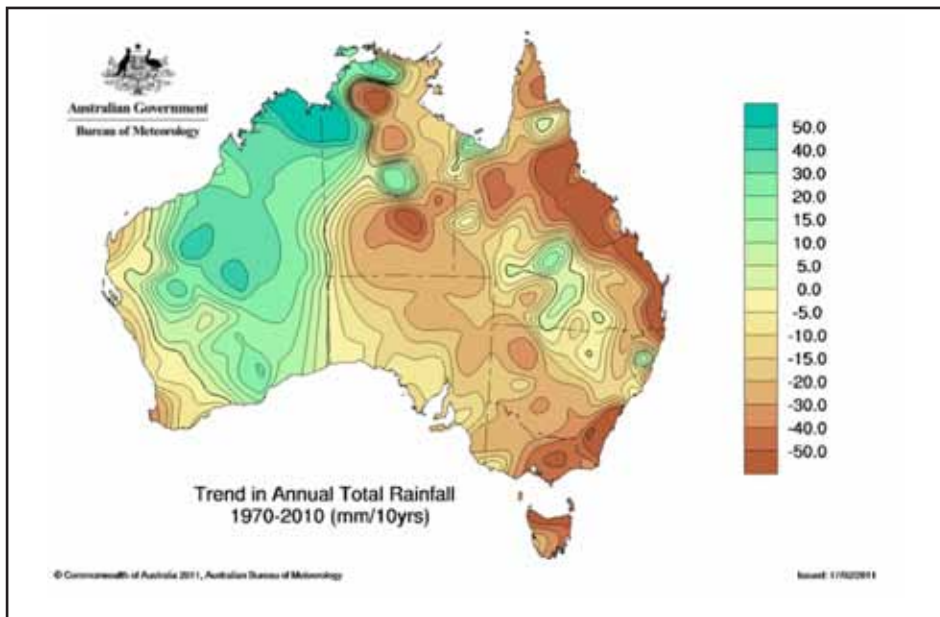 Australian Government
Bureau of Meteorology
50.0
40.0
30.0
20.0
15.0
10.0
5.0
0.0
-5.0
-10.0
-15.0
-20.0
-30.0
-40.0
-50.0
Trend in Annual Total Rainfall
1970-2010 (mm/10yrs)
© Commonwealth of Australia 2011, Australian Bureau of Meteorology
Issued: